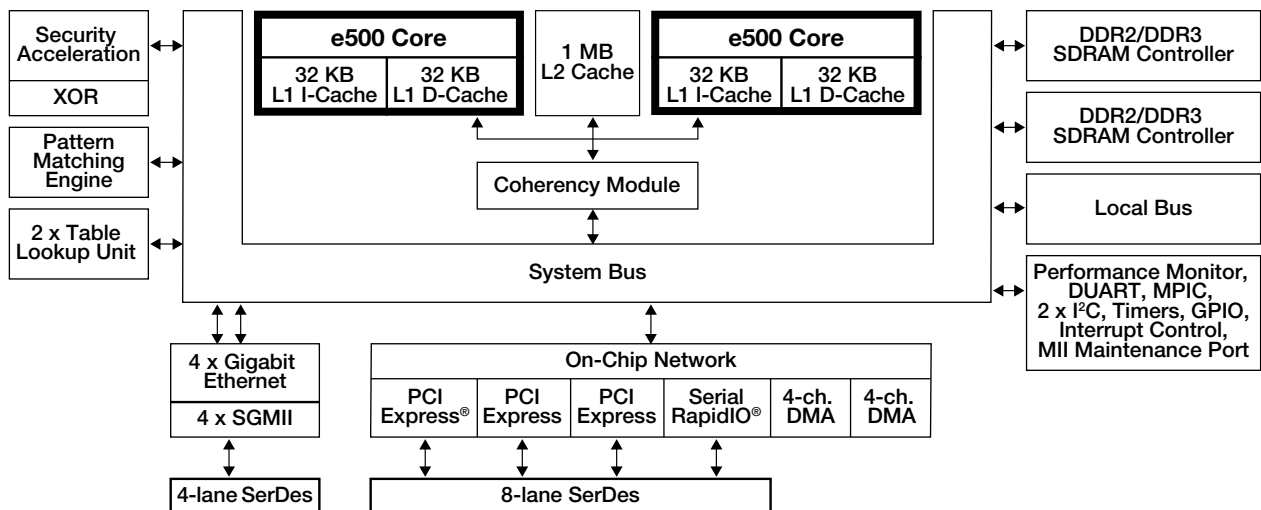 Security
Acceleration
XOR
Pattern
Matching
Engine
2 x Table
Lookup Unit
e500 Core
32 KB
L1 I-Cache
32 KB
L1 D-Cache
1 MB
L2 Cache
e500 Core
32 KB
L1 I-Cache
32 KB
L1 D-Cache
Coherency Module
System Bus
DDR2/DDR3
SDRAM Controller
DDR2/DDR3
SDRAM Controller
Local Bus
Performance Monitor,
DUART, MPIC,
2 x I²C, Timers, GPIO,
Interrupt Control,
MII Maintenance Port
4 x Gigabit
Ethernet
4 x SGMII
4-lane SerDes
On-Chip Network
PCI
Express®
PCI
Express
PCI
Express
Serial
RapidIO®
4-ch.
DMA
4-ch.
DMA
8-lane SerDes